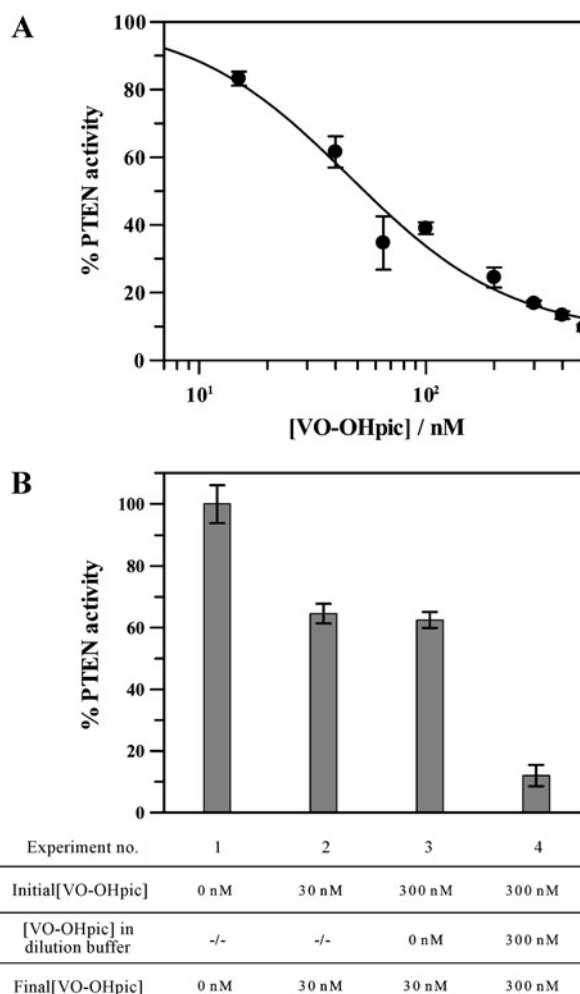 A
% PTEN activity
100
80
60
40
20
0
10¹
10²
[VO-OHpic] / nM
B
% PTEN activity
100
80
60
40
20
0
Experiment no. 1 2 3 4
Initial[VO-OHpic] 0 nM 30 nM 300 nM 300 nM
[VO-OHpic] in
dilution buffer -/- -/- 0 nM 300 nM
Final[VO-OHpic] 0 nM 30 nM 30 nM 300 nM